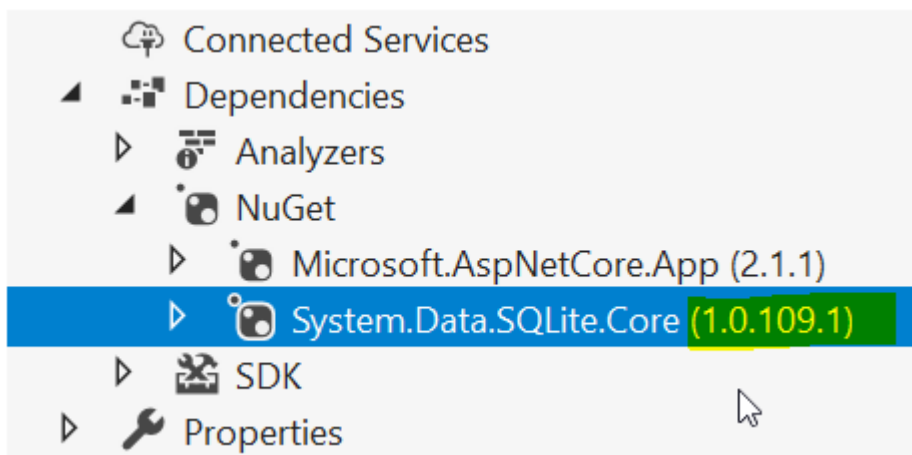 Connected Services
Dependencies
Analyzers
NuGet
Microsoft.AspNetCore.App (2.1.1)
System.Data.SQLite.Core (1.0.109.1)
SDK
Properties